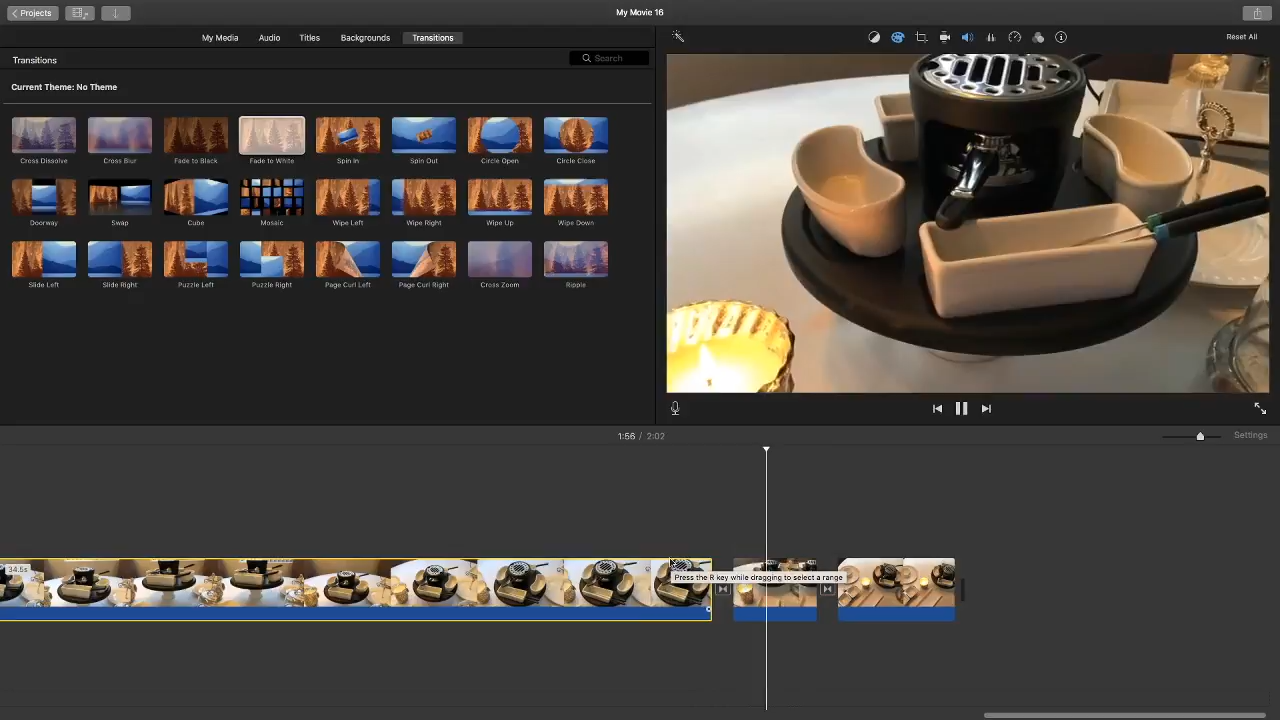 Projects
My Movie 16
My Media Audio Titles Backgrounds Transitions
Reset All
Transitions
Search
Current Theme: No Theme
Cross Dissolve Cross Blur Fade to Black Fade to White Spin In Spin Out Circle Open Circle Close
Doorway Swap Cube Mosaic Wipe Left Wipe Right Wipe Up Wipe Down
Slide Left Slide Right Puzzle Left Puzzle Right Page Curl Left Page Curl Right Cross Zoom Ripple
1:56 / 2:02
Settings
34.5s
Press the R key while dragging to select a range